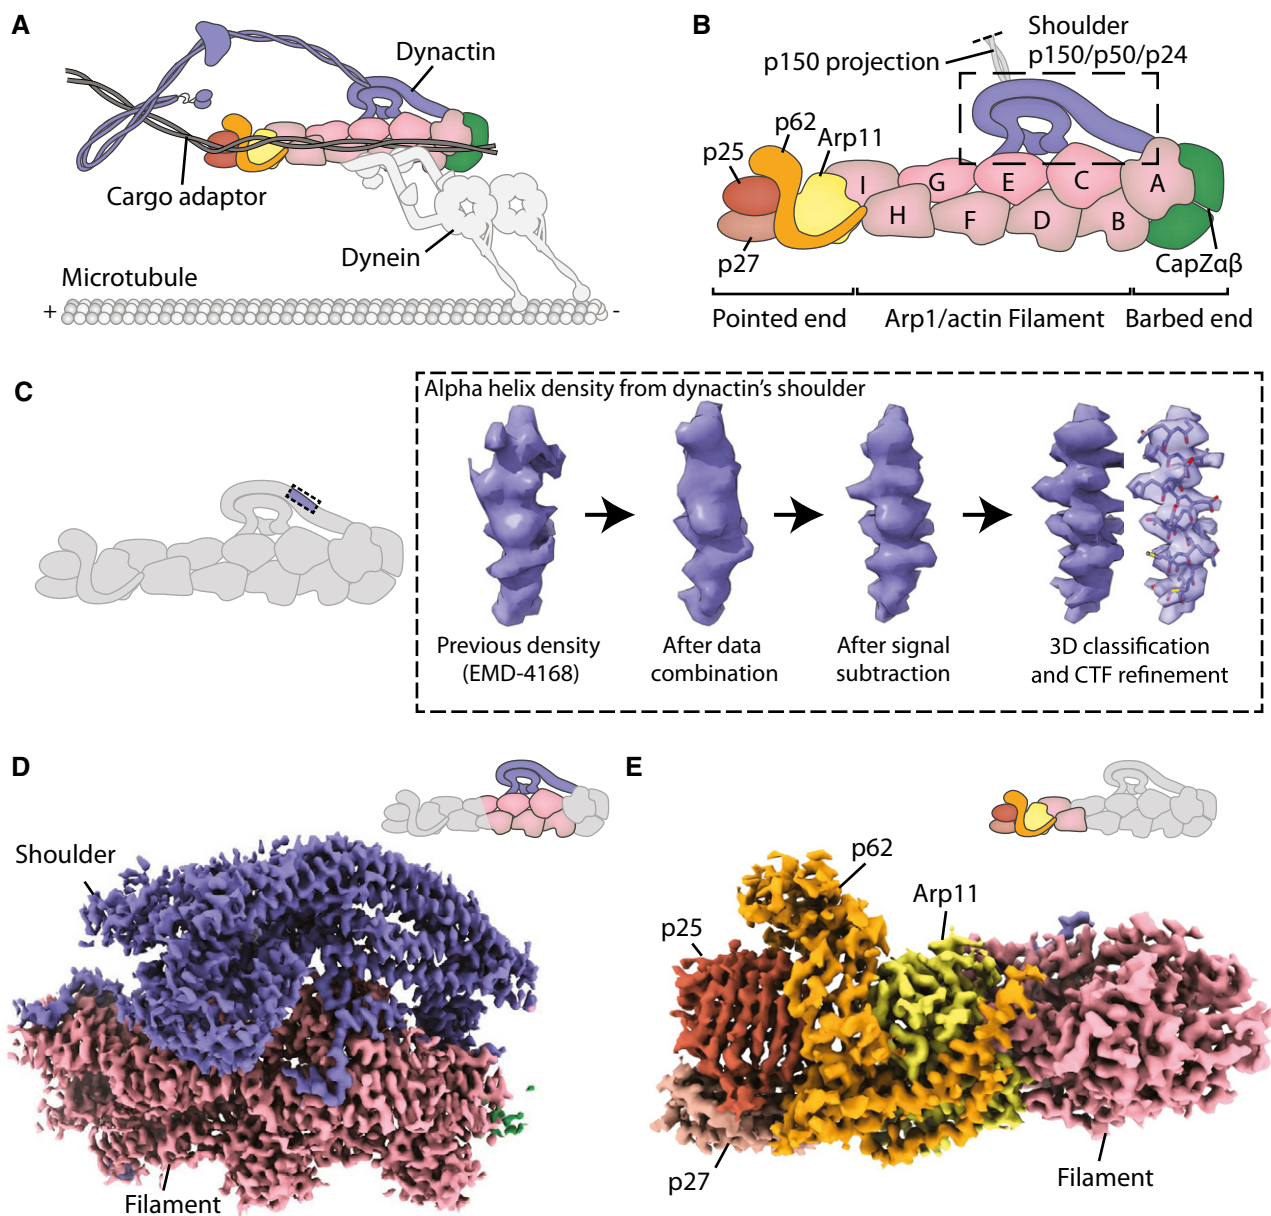 A
Dynactin
Cargo adaptor
Dynein
Microtubule
+
-
B
Shoulder
p150/p50/p24
p150 projection
p62
Arp11
p25
I
G
E
C
A
H
F
D
B
p27
CapZαβ
Pointed end
Arp1/actin Filament
Barbed end
C
Alpha helix density from dynactin's shoulder
Previous density
(EMD-4168)
After data
combination
After signal
subtraction
3D classification
and CTF refinement
D
Shoulder
Filament
E
p62
Arp11
p25
p27
Filament